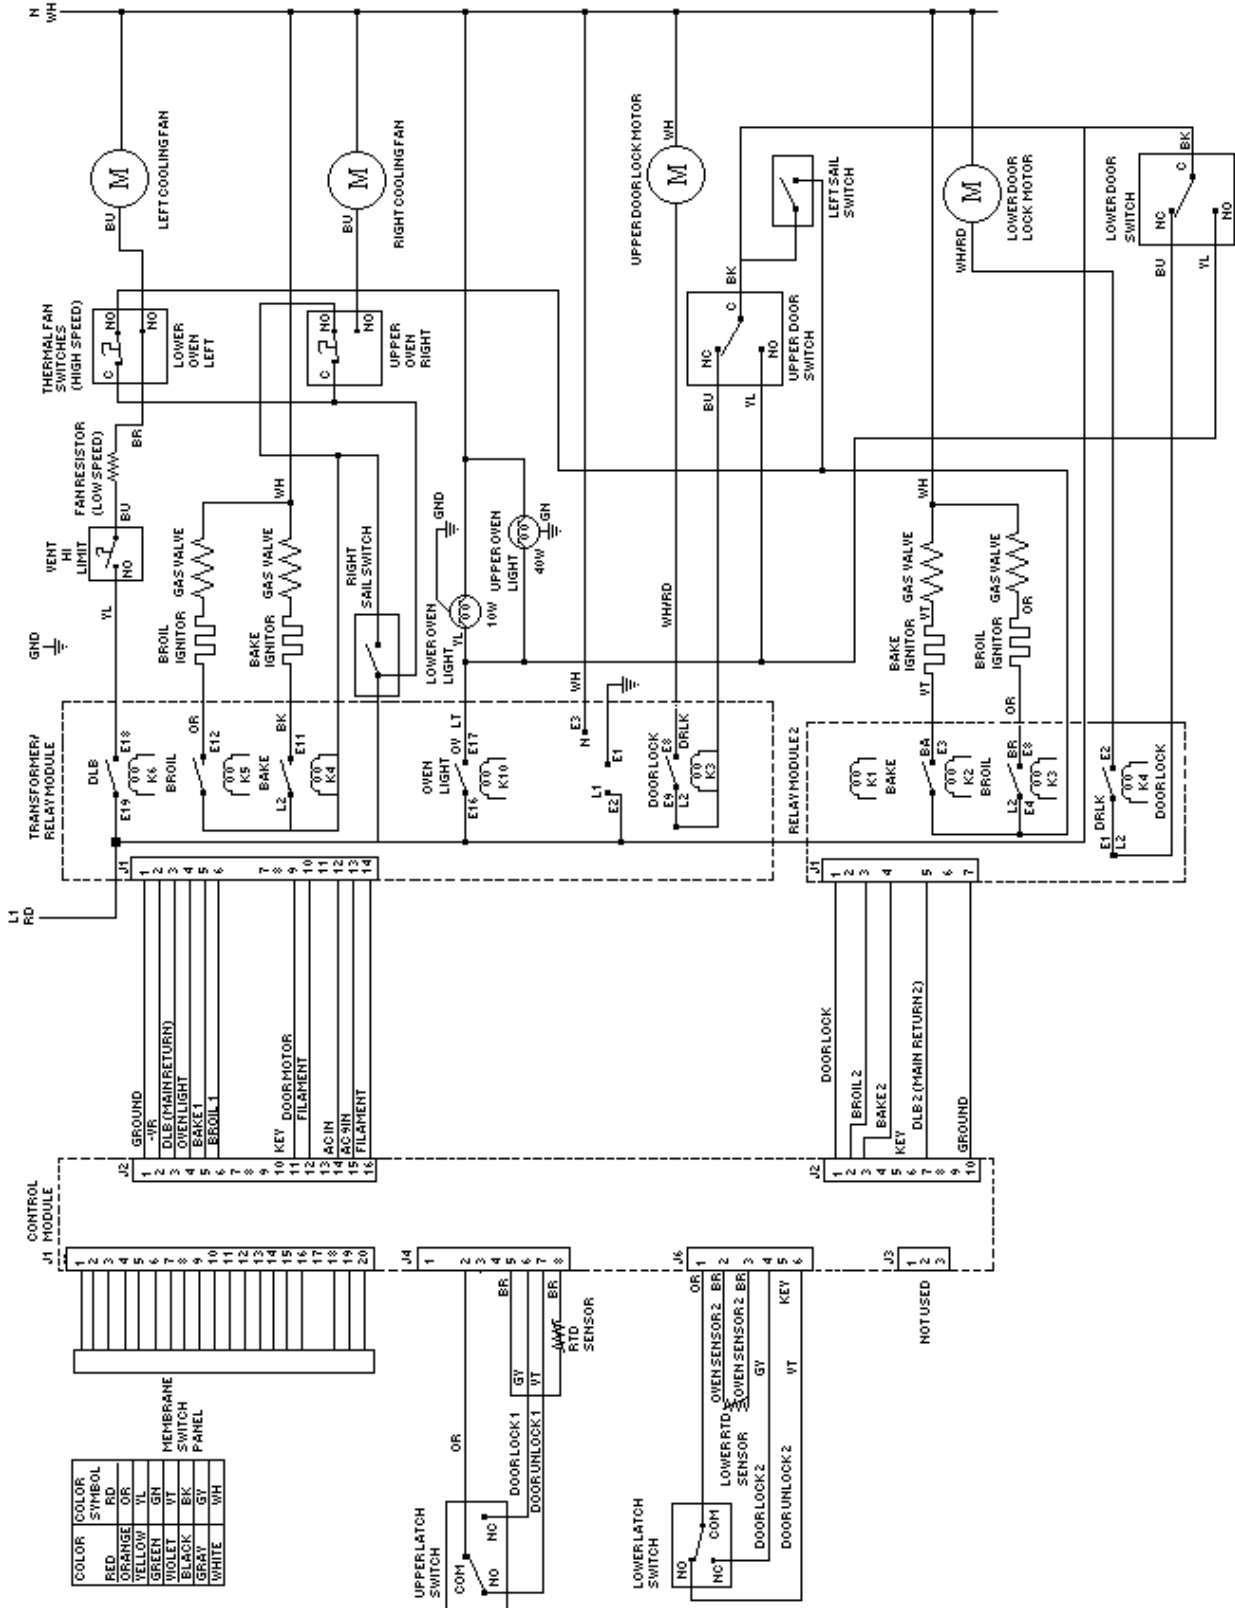 N
WH
LEFT COOLING FAN
BU
M
RIGHT COOLING FAN
BU
M
UPPER DOOR LOCK MOTOR
WH
M
LEFT SAIL
SWITCH
LOWER DOOR
LOCK MOTOR
WH/RD
M
LOWER DOOR
SWITCH
BK
C
NC
NO
BU
YL
THERMAL FAN
SWITCHES
(HIGH SPEED)
C
NO
NO
LOWER
OVEN
LEFT
C
NO
NO
UPPER
OVEN
RIGHT
BK
C
NC
NO
UPPER DOOR
SWITCH
BU
YL
FAN RESISTOR
(LOW SPEED)
BR
BU
VENT
HI
LIMIT
NO
YL
GND
WH
GAS VALVE
BROIL
IGNITOR
OR
GAS VALVE
BAKE
IGNITOR
BK
RIGHT
SAIL SWITCH
GND
LOWER OVEN
LIGHT
10W
YL
UPPER OVEN
LIGHT
40W
GN
WH
WH/RD
WH
GAS VALVE
VT
BAKE
IGNITOR
VT
GAS VALVE
OR
BROIL
IGNITOR
OR
TRANSFORMER/
RELAY MODULE
DLB
E18
E19
K6
BROIL
E12
K5
BAKE
E11
L2
K4
OV LT
OVEN
LIGHT
E17
E16
K10
E3
N
E1
L1
E2
DOOR LOCK
E8
DRLK
E9
L2
K3
RELAY MODULE 2
K1
BAKE
BA
E3
K2
BROIL
BR
E8
L2
E4
K3
E2
DRLK
E1
L2
K4
DOOR LOCK
L1
RD
J1
1
2
3
4
5
6
7
8
9
10
11
12
13
14
J1
1
2
3
4
5
6
7
GROUND
-VR
DLB (MAIN RETURN)
OVEN LIGHT
BAKE 1
BROIL 1
KEY
DOOR MOTOR
FILAMENT
AC IN
AC 9IN
FILAMENT
DOOR LOCK
BROIL 2
BAKE 2
KEY
DLB 2 (MAIN RETURN 2)
GROUND
J2
1
2
3
4
5
6
7
8
9
10
11
12
13
14
15
16
J2
1
2
3
4
5
6
7
8
9
10
CONTROL
MODULE
J1
1
2
3
4
5
6
7
8
9
10
11
12
13
14
15
16
17
18
19
20
J4
1
2
3
4
5
6
7
8
J6
1
2
3
4
5
6
J3
1
2
3
NOT USED
MEMBRANE
SWITCH
PANEL
OR
BR
GY
VT
BR
RTD
SENSOR
DOOR LOCK 1
DOOR UNLOCK 1
UPPER LATCH
SWITCH
COM
NC
NO
OR
OVEN SENSOR 2 BR
OVEN SENSOR 2 BR
LOWER RTD
SENSOR
GY
KEY
VT
DOOR LOCK 2
DOOR UNLOCK 2
LOWER LATCH
SWITCH
NO
COM
NC
COLOR COLOR SYMBOL
RED RD
ORANGE OR
YELLOW YL
GREEN GN
VIOLET VT
BLACK BK
GRAY GY
WHITE WH